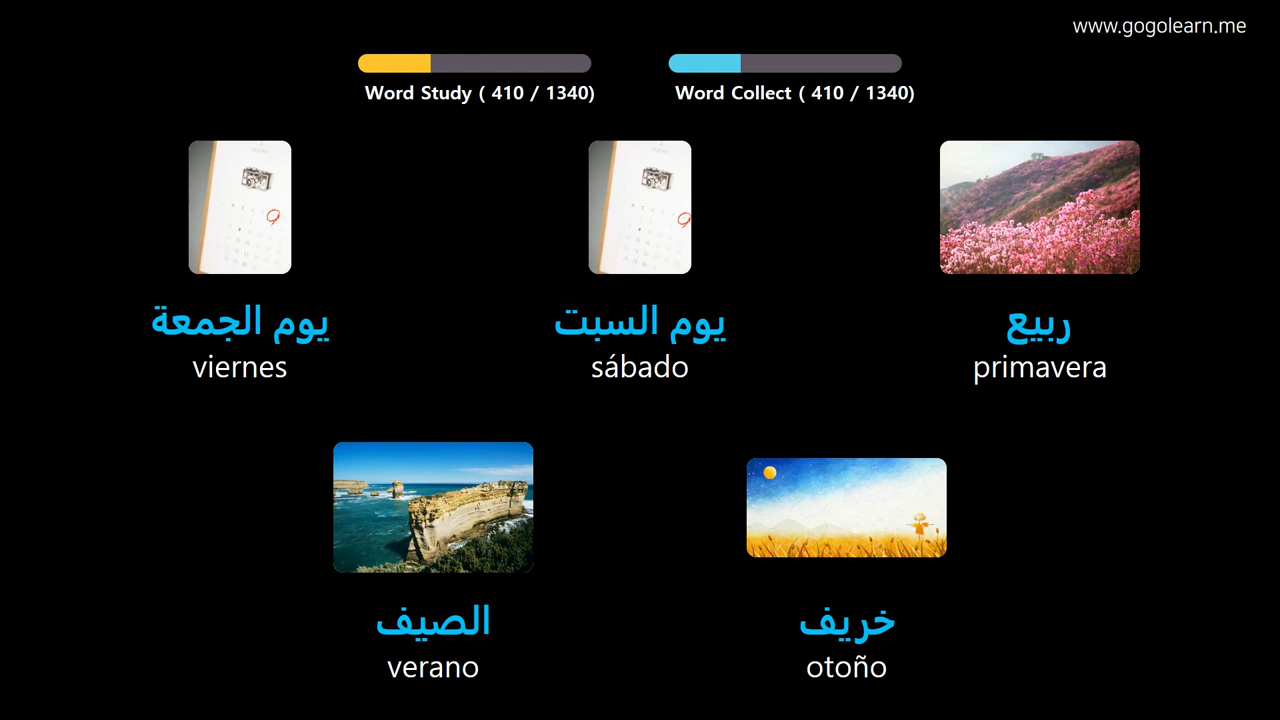 www.gogolearn.me
Word Study ( 410 / 1340)
Word Collect ( 410 / 1340)
يوم الجمعة
viernes
يوم السبت
sábado
ربيع
primavera
الصيف
verano
خريف
otoño